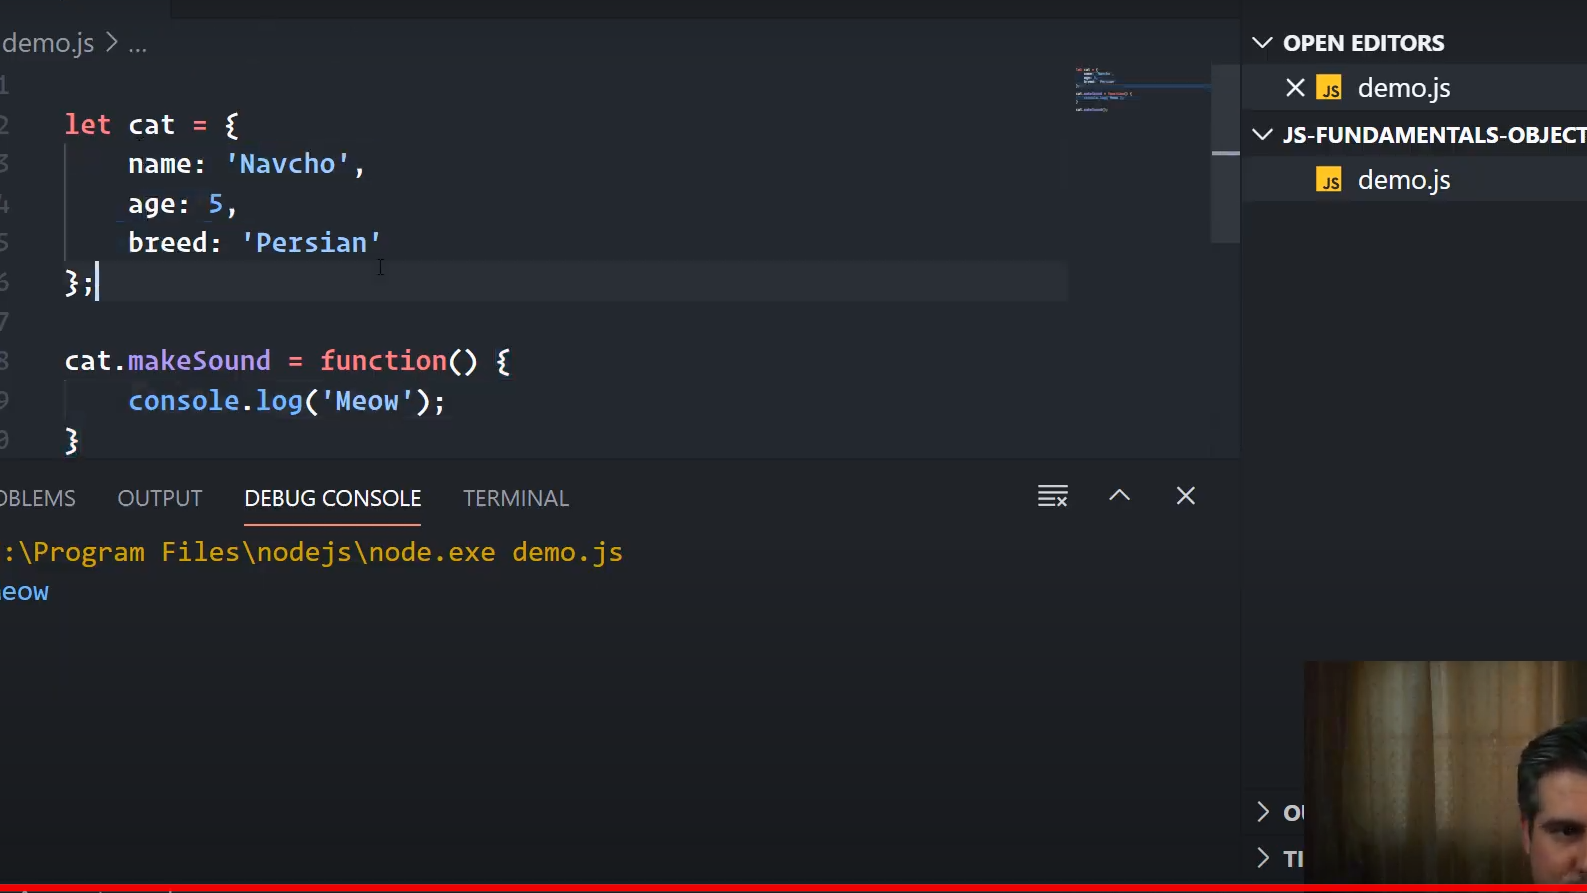 demo.js > ...
1
2 let cat = {
3 name: 'Navcho',
4 age: 5,
5 breed: 'Persian'
6 };
7
8 cat.makeSound = function() {
9 console.log('Meow');
0 }
OBLEMS OUTPUT DEBUG CONSOLE TERMINAL
:\Program Files\nodejs\node.exe demo.js
eow
OPEN EDITORS
JS demo.js
JS-FUNDAMENTALS-OBJECT
JS demo.js
OU
TI